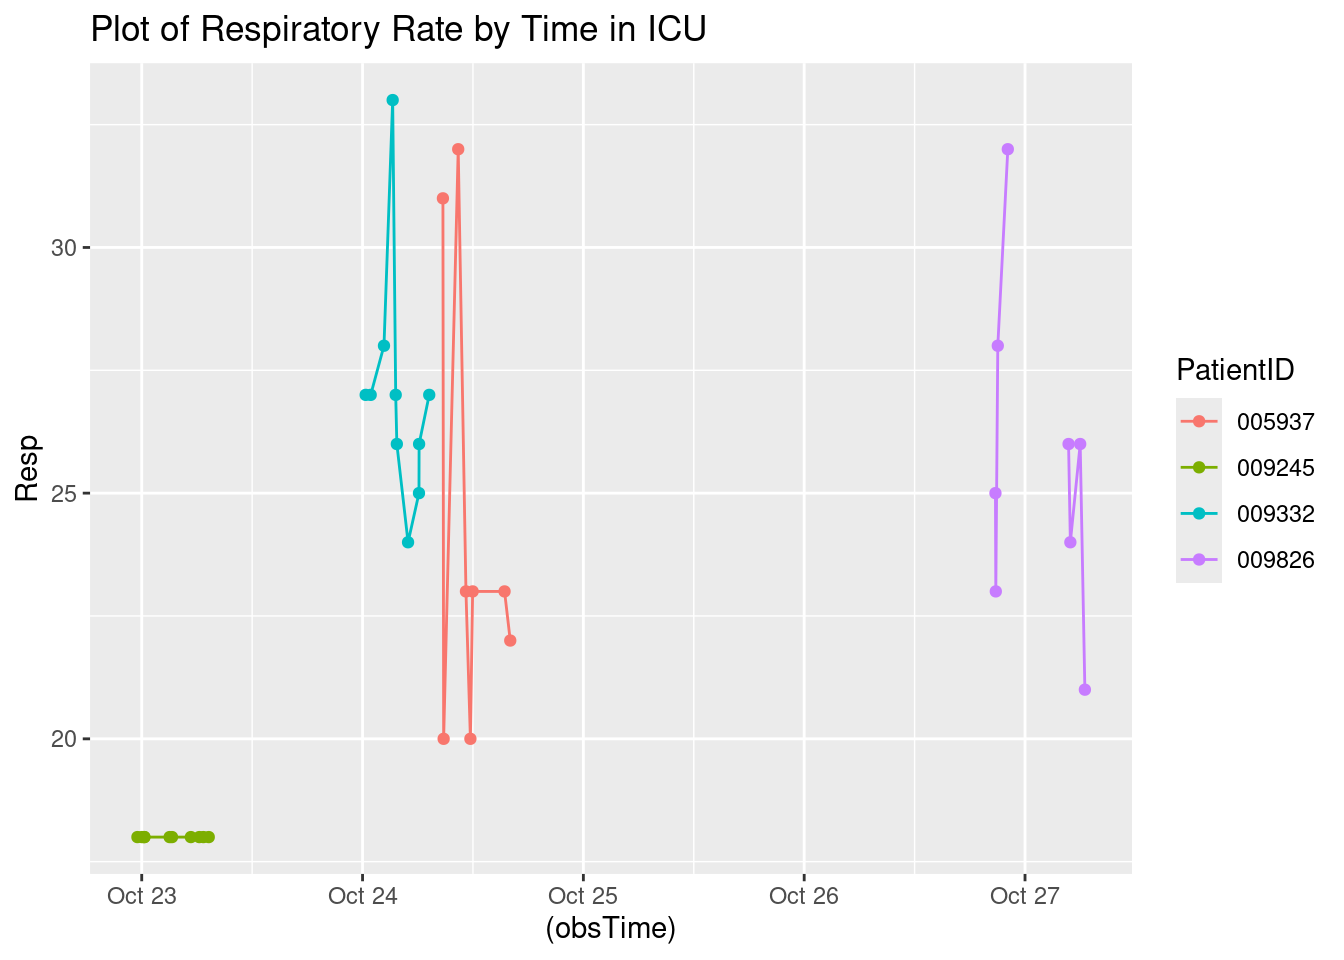 Plot of Respiratory Rate by Time in ICU
Resp
30
25
20
Oct 23
Oct 24
Oct 25
Oct 26
Oct 27
(obsTime)
PatientID
005937
009245
009332
009826